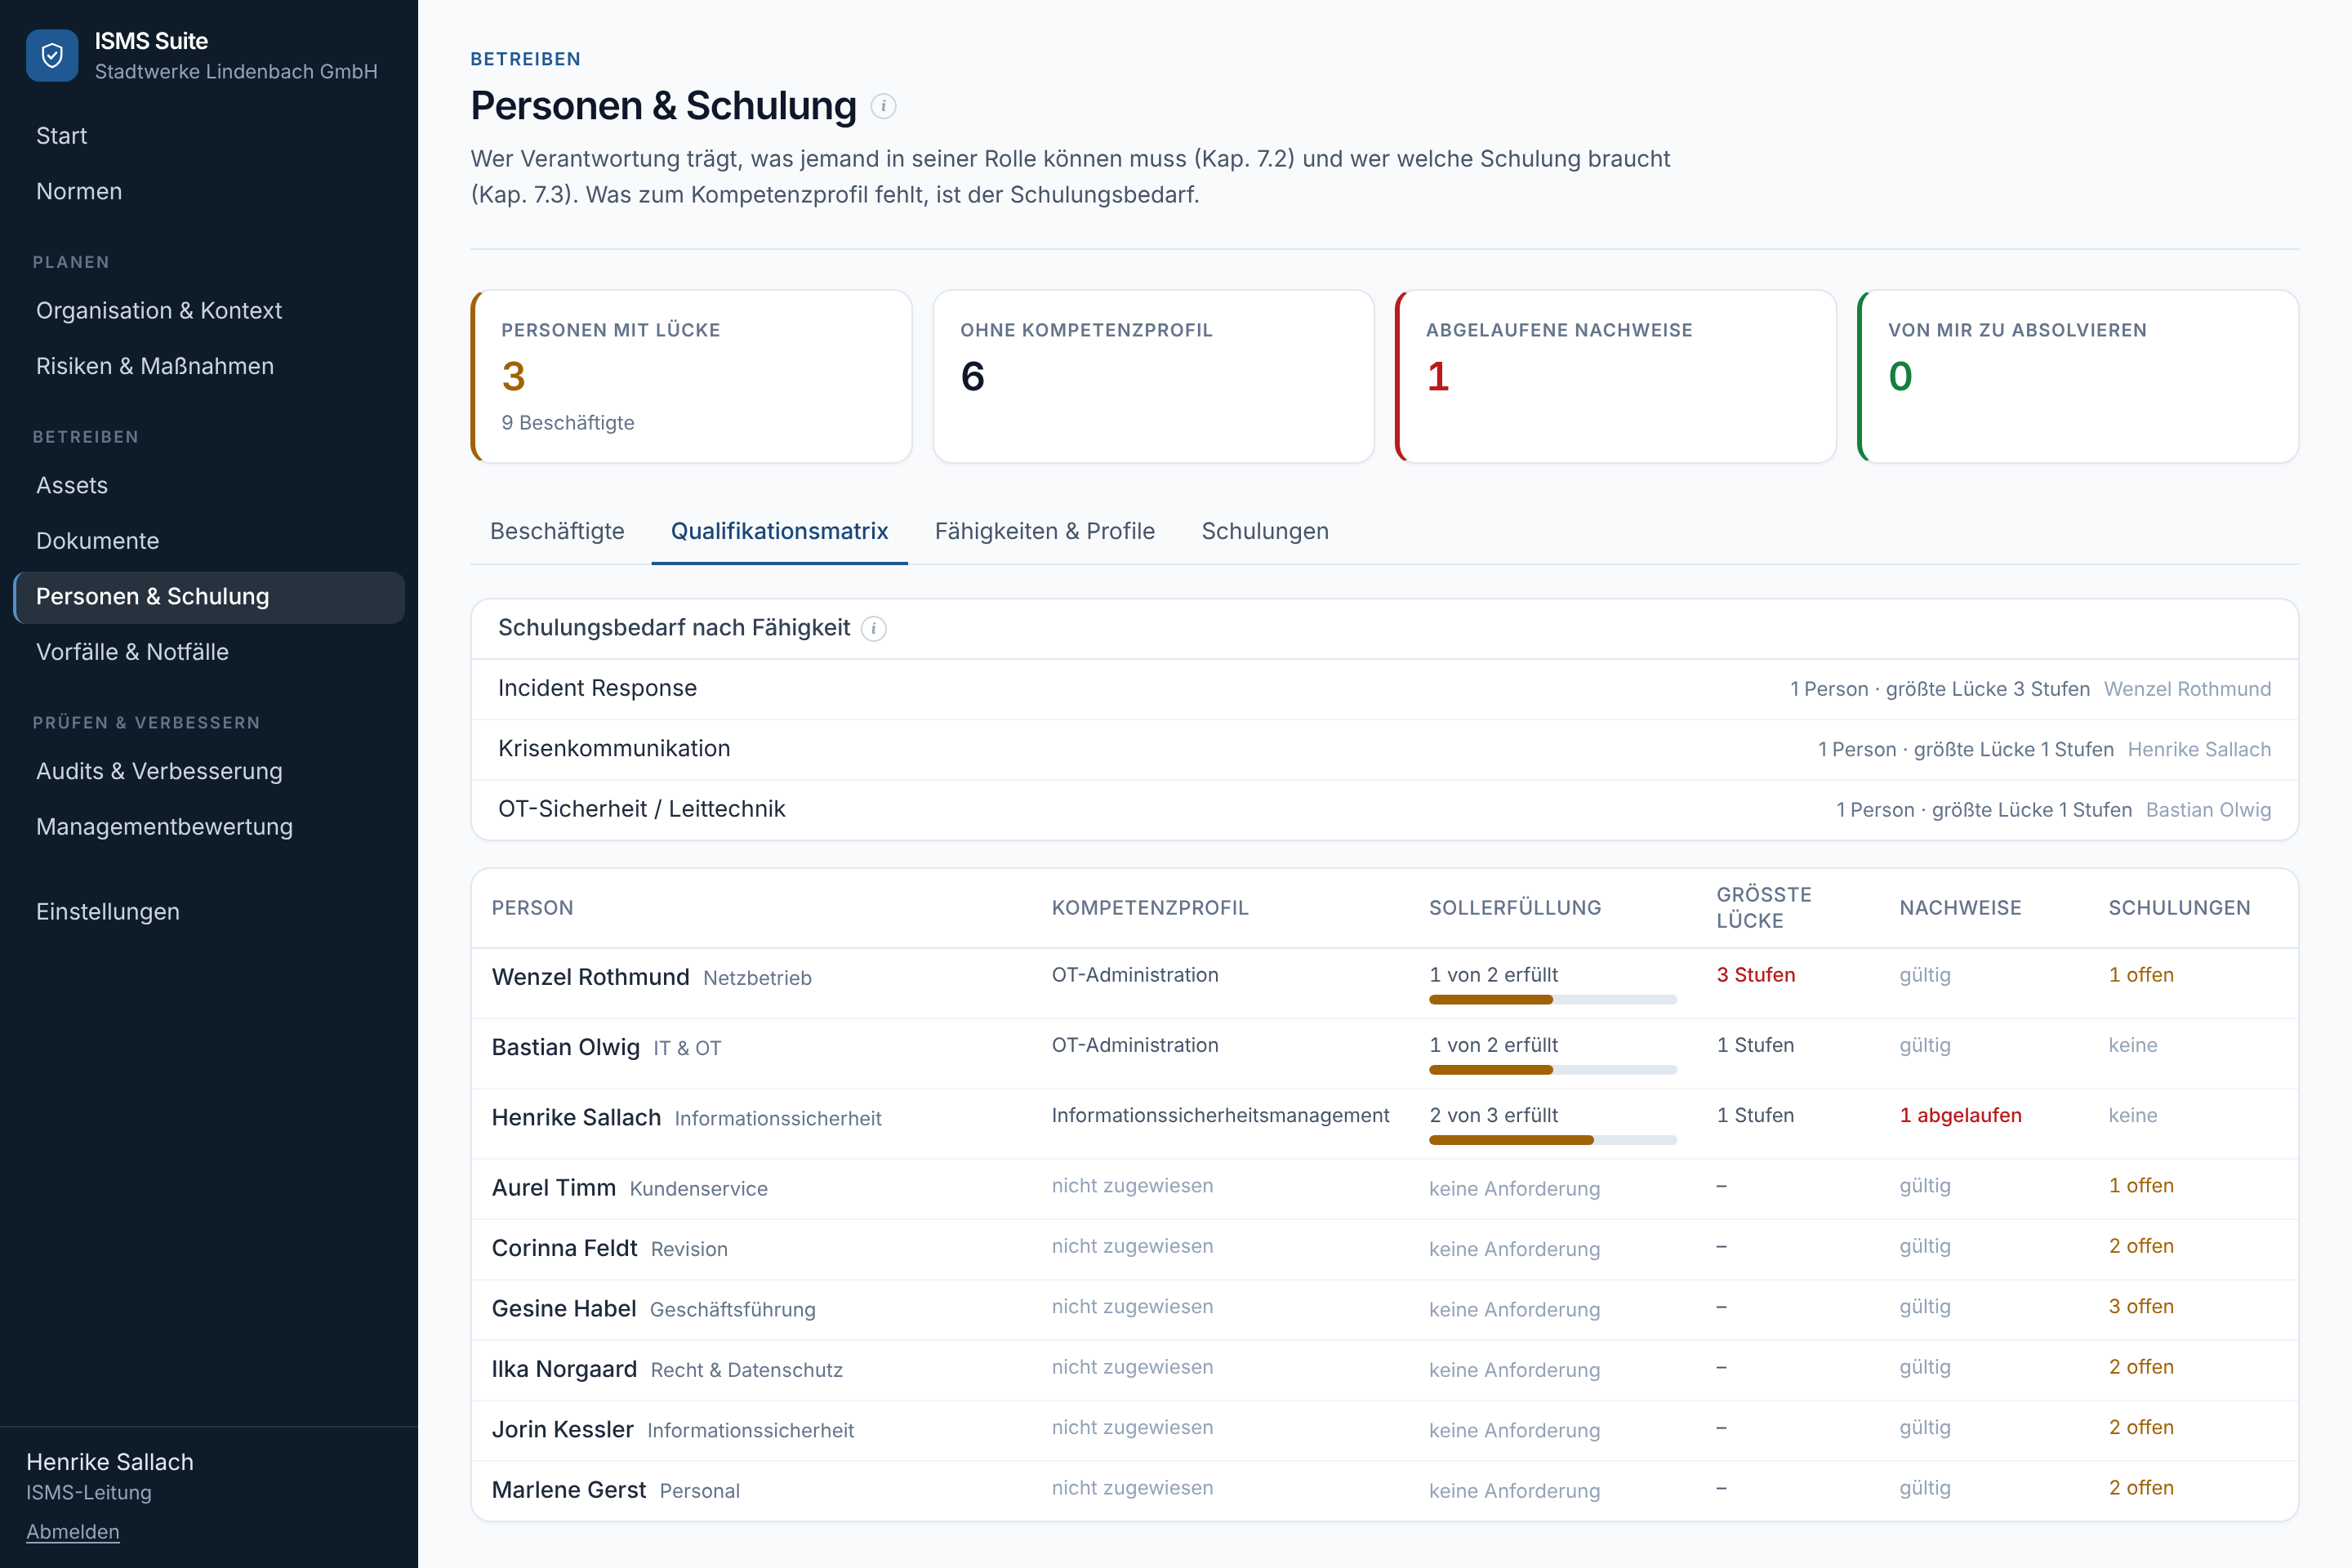 ISMS Suite
Stadtwerke Lindenbach GmbH
Start
Normen
PLANEN
Organisation & Kontext
Risiken & Maßnahmen
BETREIBEN
Assets
Dokumente
Personen & Schulung
Vorfälle & Notfälle
PRÜFEN & VERBESSERN
Audits & Verbesserung
Managementbewertung
Einstellungen
Henrike Sallach
ISMS-Leitung
Abmelden
BETREIBEN
Personen & Schulung i
Wer Verantwortung trägt, was jemand in seiner Rolle können muss (Kap. 7.2) und wer welche Schulung braucht
(Kap. 7.3). Was zum Kompetenzprofil fehlt, ist der Schulungsbedarf.
PERSONEN MIT LÜCKE
3
9 Beschäftigte
OHNE KOMPETENZPROFIL
6
ABGELAUFENE NACHWEISE
1
VON MIR ZU ABSOLVIEREN
0
Beschäftigte Qualifikationsmatrix Fähigkeiten & Profile Schulungen
Schulungsbedarf nach Fähigkeit i
Incident Response 1 Person · größte Lücke 3 Stufen Wenzel Rothmund
Krisenkommunikation 1 Person · größte Lücke 1 Stufen Henrike Sallach
OT-Sicherheit / Leittechnik 1 Person · größte Lücke 1 Stufen Bastian Olwig
PERSON KOMPETENZPROFIL SOLLERFÜLLUNG GRÖSSTE LÜCKE NACHWEISE SCHULUNGEN
Wenzel Rothmund Netzbetrieb OT-Administration 1 von 2 erfüllt 3 Stufen gültig 1 offen
Bastian Olwig IT & OT OT-Administration 1 von 2 erfüllt 1 Stufen gültig keine
Henrike Sallach Informationssicherheit Informationssicherheitsmanagement 2 von 3 erfüllt 1 Stufen 1 abgelaufen keine
Aurel Timm Kundenservice nicht zugewiesen keine Anforderung – gültig 1 offen
Corinna Feldt Revision nicht zugewiesen keine Anforderung – gültig 2 offen
Gesine Habel Geschäftsführung nicht zugewiesen keine Anforderung – gültig 3 offen
Ilka Norgaard Recht & Datenschutz nicht zugewiesen keine Anforderung – gültig 2 offen
Jorin Kessler Informationssicherheit nicht zugewiesen keine Anforderung – gültig 2 offen
Marlene Gerst Personal nicht zugewiesen keine Anforderung – gültig 2 offen